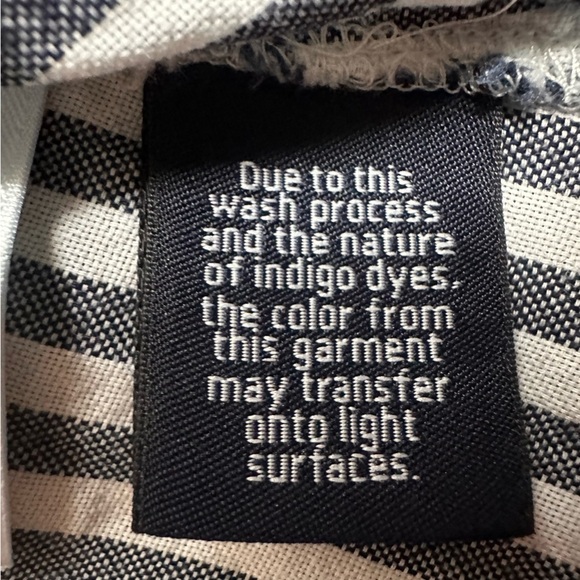 Due to this
wash process
and the nature
of indigo dyes.
the color from
this garment
may transfer
onto light
surfaces.